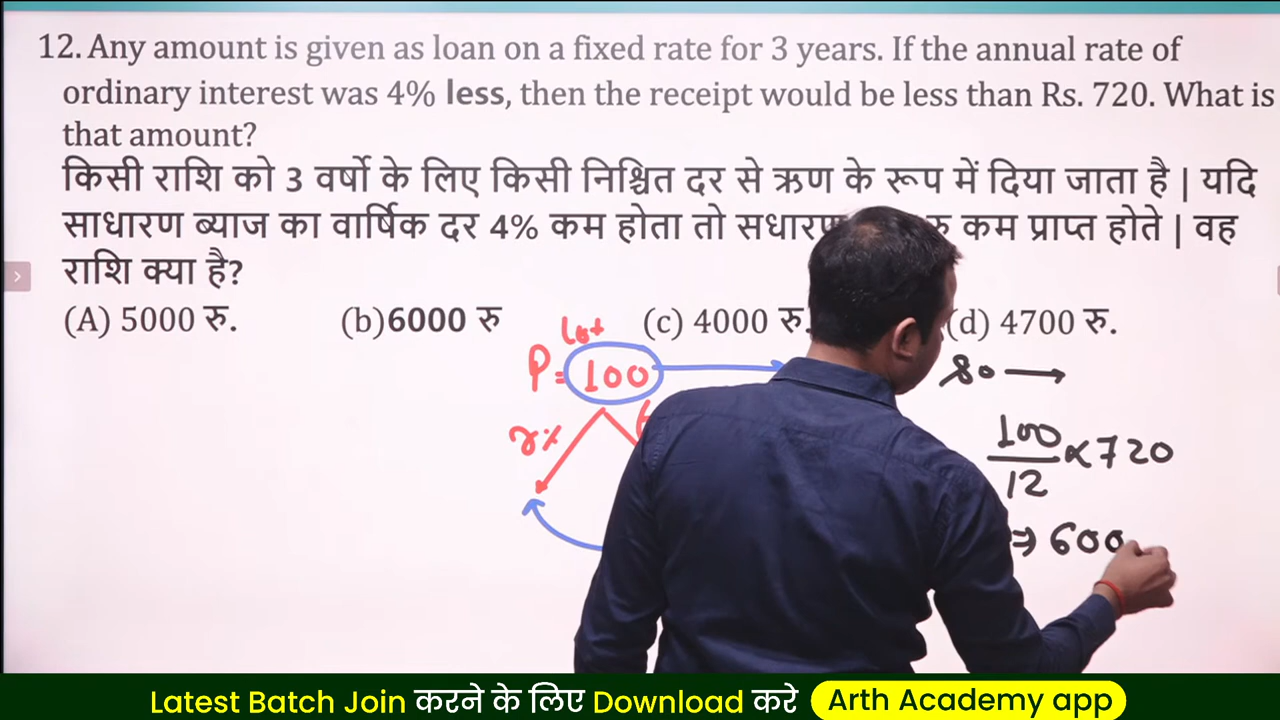 12. Any amount is given as loan on a fixed rate for 3 years. If the annual rate of
ordinary interest was 4% less, then the receipt would be less than Rs. 720. What is
that amount?
किसी राशि को 3 वर्षो के लिए किसी निश्चित दर से ऋण के रूप में दिया जाता है | यदि
साधारण ब्याज का वार्षिक दर 4% कम होता तो कम प्राप्त होते | वह
राशि क्या है?
(A) 5000 रु. (b)6000 रु (c) 4000 रु. (d) 4700 रु.
Let
P = 100
80 →
r%
100/12 × 720
⇒ 600
Latest Batch Join करने के लिए Download करे Arth Academy app